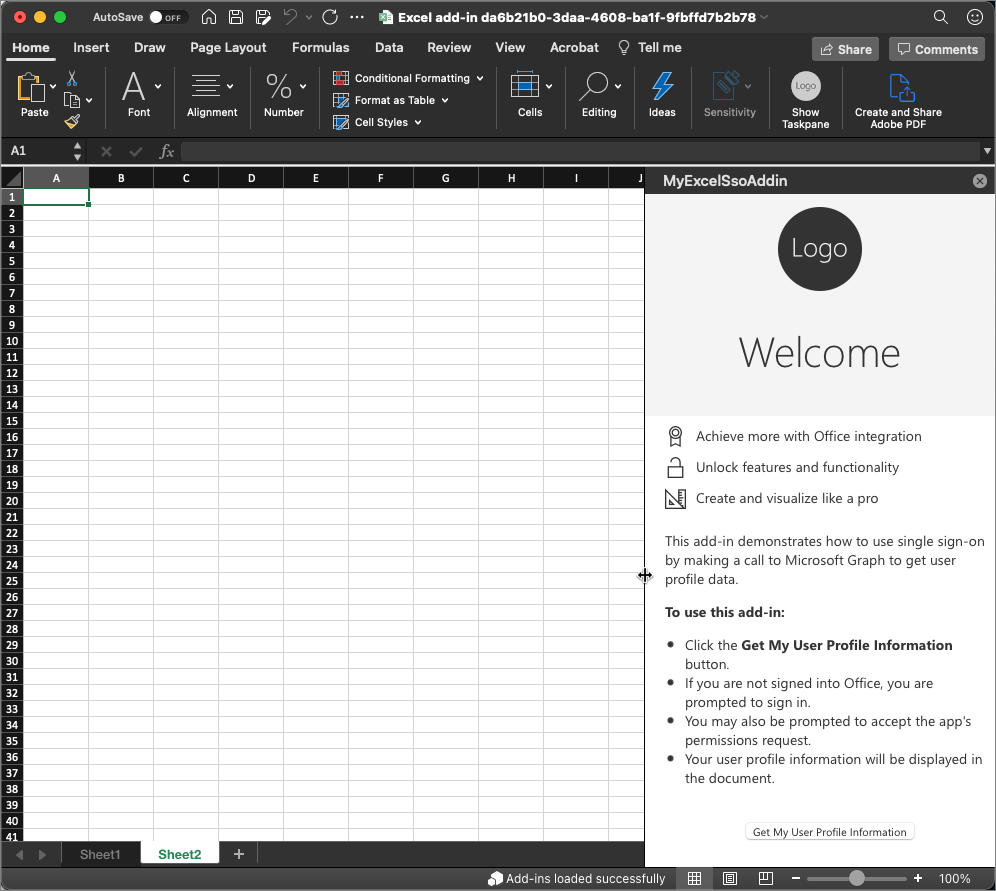 AutoSave OFF Excel add-in da6b21b0-3daa-4608-ba1f-9fbffd7b2b78
Home Insert Draw Page Layout Formulas Data Review View Acrobat Tell me Share Comments
Paste Font Alignment Number
Conditional Formatting
Format as Table
Cell Styles
Cells Editing Ideas Sensitivity
Logo
Show
Taskpane
Create and Share
Adobe PDF
A1 fx
A B C D E F G H I J
1
2
3
4
5
6
7
8
9
10
11
12
13
14
15
16
17
18
19
20
21
22
23
24
25
26
27
28
29
30
31
32
33
34
35
36
37
38
39
40
41
MyExcelSsoAddin
Logo
Welcome
Achieve more with Office integration
Unlock features and functionality
Create and visualize like a pro
This add-in demonstrates how to use single sign-on
by making a call to Microsoft Graph to get user
profile data.
To use this add-in:
Click the Get My User Profile Information
button.
If you are not signed into Office, you are
prompted to sign in.
You may also be prompted to accept the app's
permissions request.
Your user profile information will be displayed in
the document.
Get My User Profile Information
Sheet1 Sheet2 +
Add-ins loaded successfully − + 100%